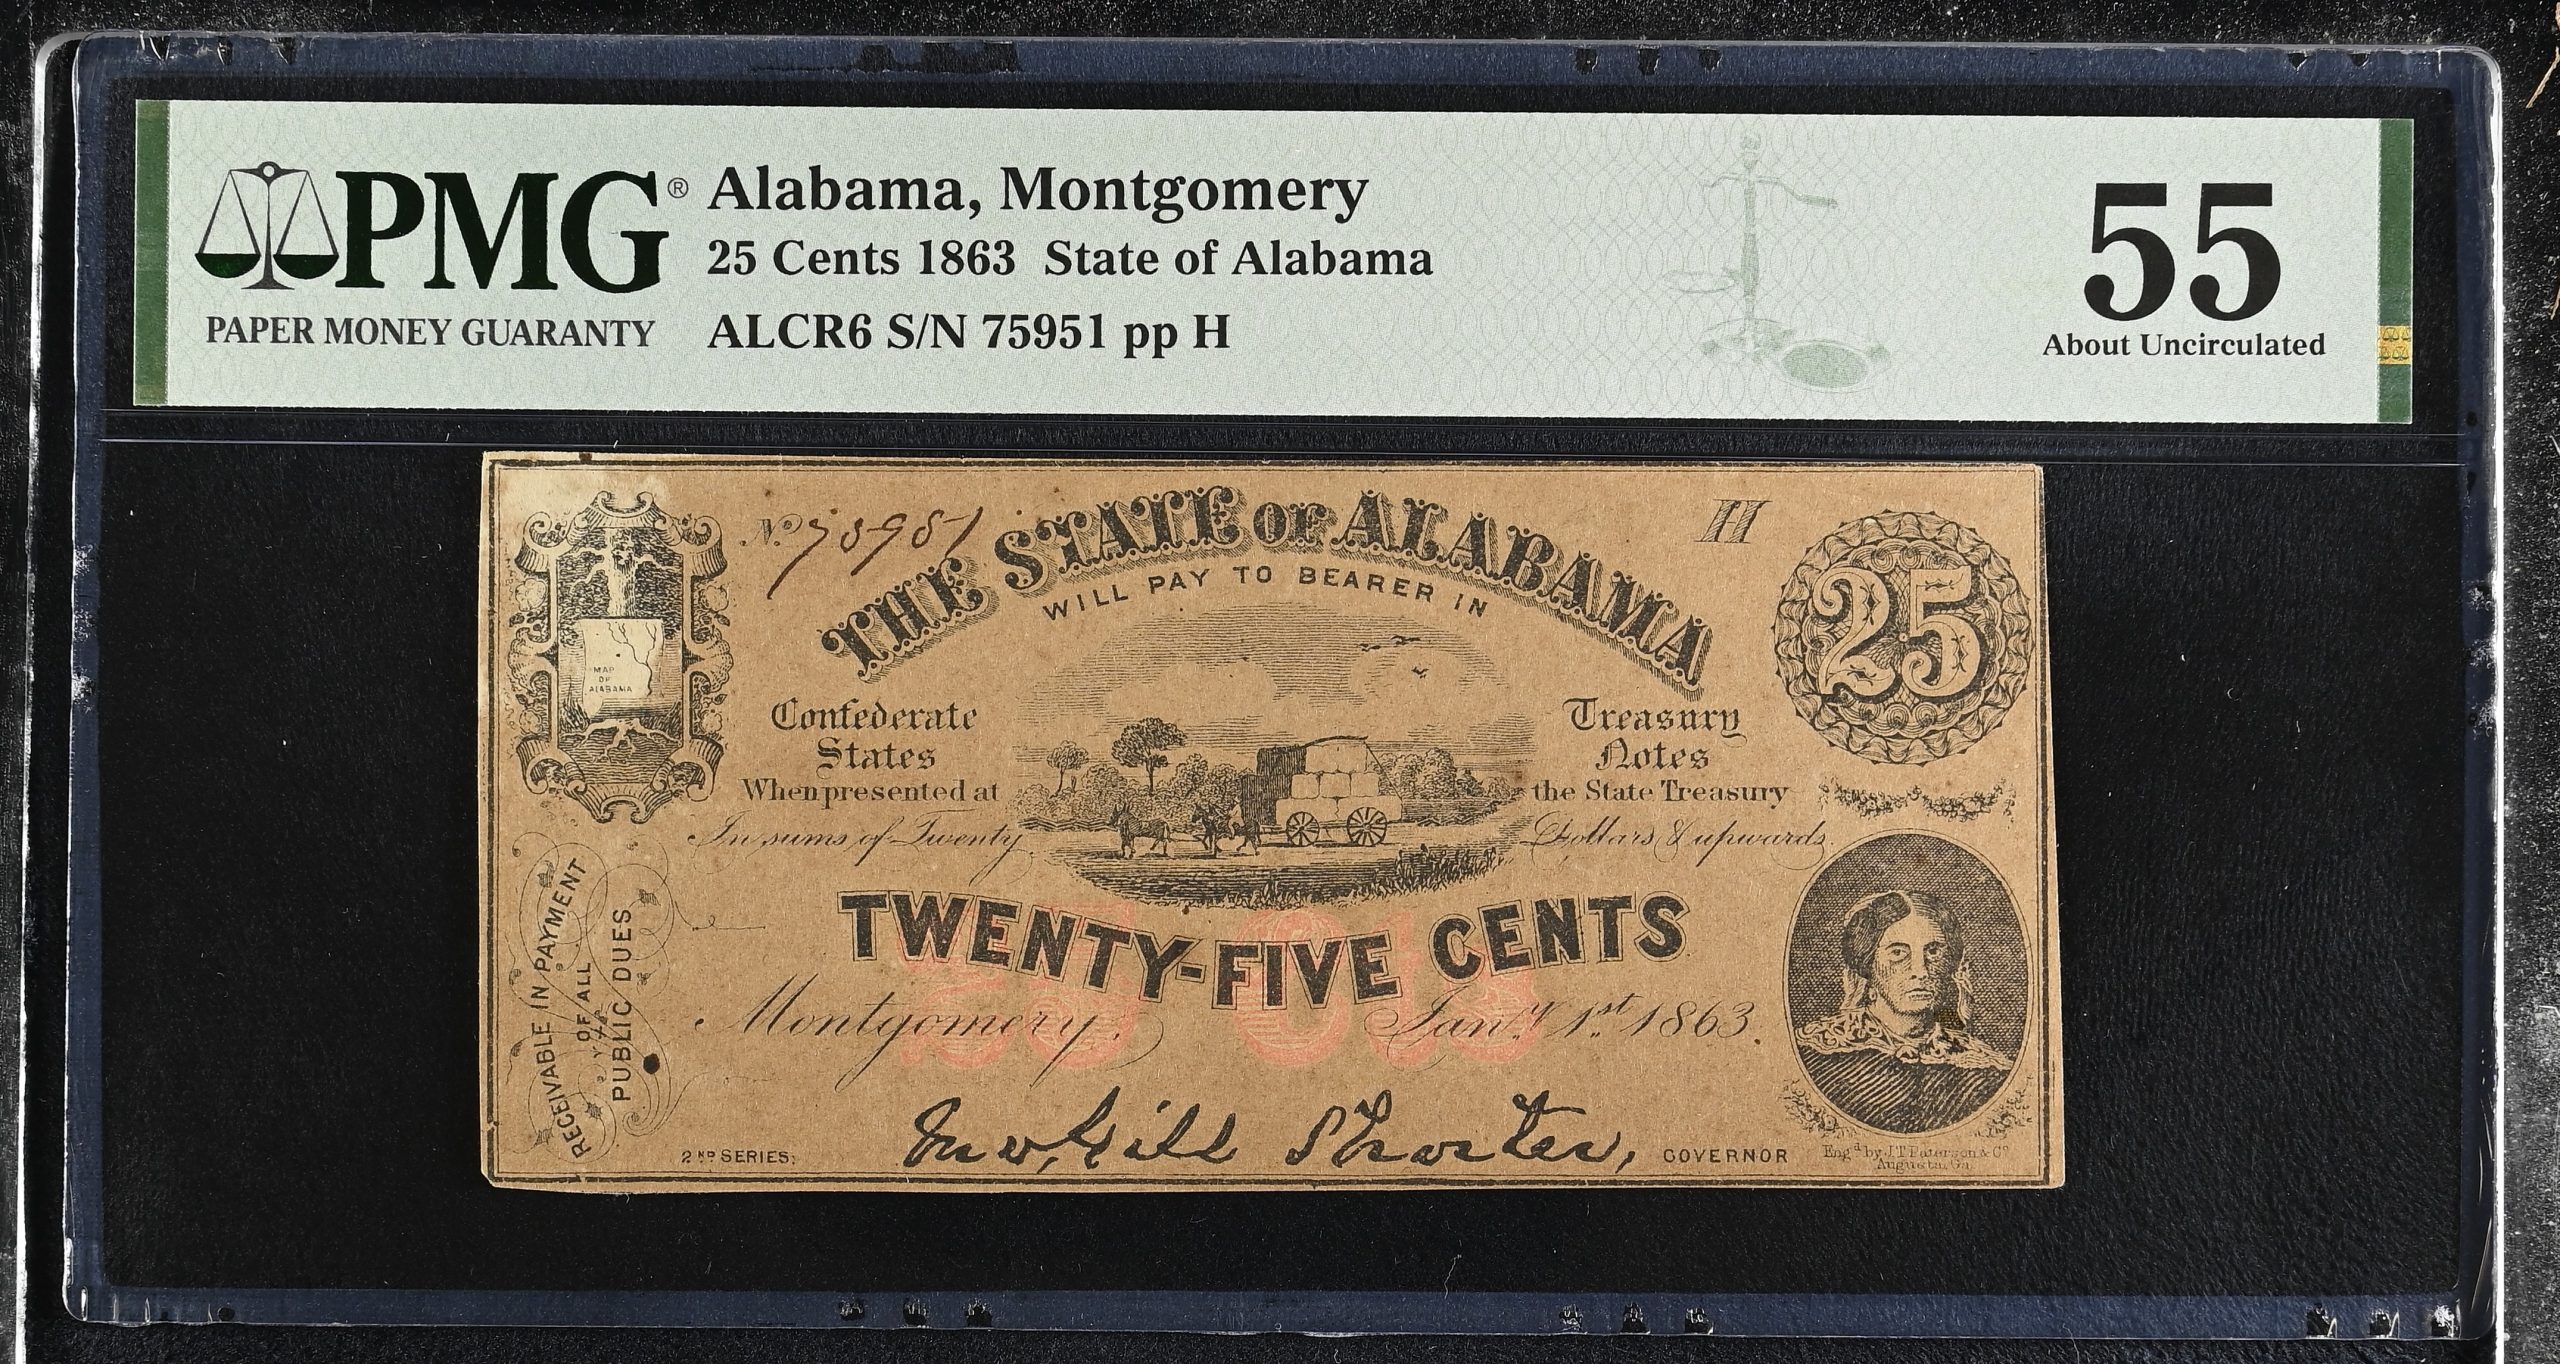 PMG®
PAPER MONEY GUARANTY
Alabama, Montgomery
25 Cents 1863 State of Alabama
ALCR6 S/N 75951 pp H
55
About Uncirculated
No 75951
H
THE STATE OF ALABAMA
WILL PAY TO BEARER IN
25
MAP
OF
ALABAMA
Confederate
States
When presented at
In sums of Twenty
Treasury
Notes
the State Treasury
Dollars & upwards
TWENTY-FIVE CENTS
25 Cts
Montgomery, Jany. 1st 1863.
RECEIVABLE IN PAYMENT
OF ALL
PUBLIC DUES
2ND SERIES.
Jno. Gill Shorter, GOVERNOR
Engd by J.T. Paterson & Co
Augusta, Ga.